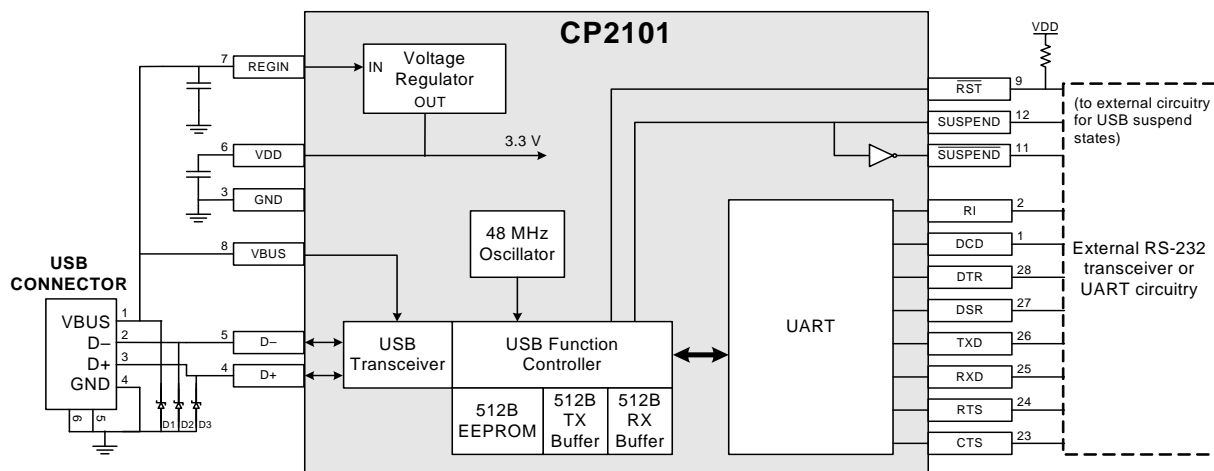 CP2101
7
REGIN
IN
Voltage
Regulator
OUT
6
VDD
3.3 V
3
GND
8
VBUS
48 MHz
Oscillator
USB
CONNECTOR
VBUS
1
D–
2
D+
3
GND
4
6
5
D1
D2
D3
5
D–
4
D+
USB
Transceiver
USB Function
Controller
512B
EEPROM
512B
TX
Buffer
512B
RX
Buffer
UART
VDD
RST
9
SUSPEND
12
SUSPEND
11
(to external circuitry
for USB suspend
states)
RI
2
DCD
1
DTR
28
DSR
27
TXD
26
RXD
25
RTS
24
CTS
23
External RS-232
transceiver or
UART circuitry